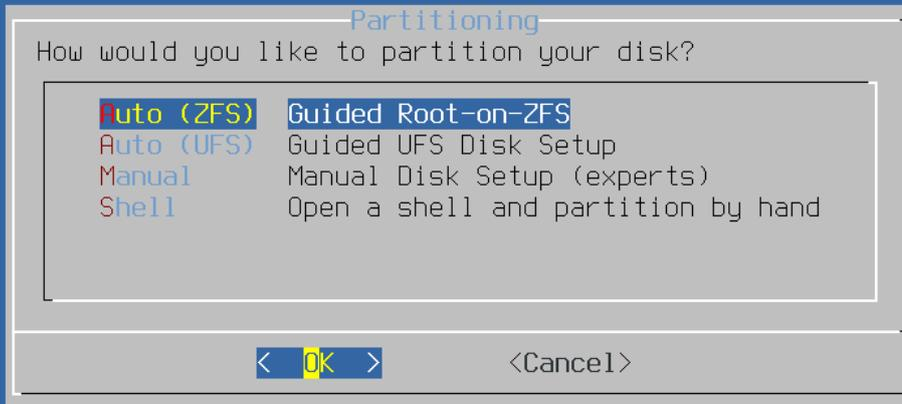 Partitioning
How would you like to partition your disk?
Auto (ZFS) Guided Root-on-ZFS
Auto (UFS) Guided UFS Disk Setup
Manual Manual Disk Setup (experts)
Shell Open a shell and partition by hand
< OK > <Cancel>